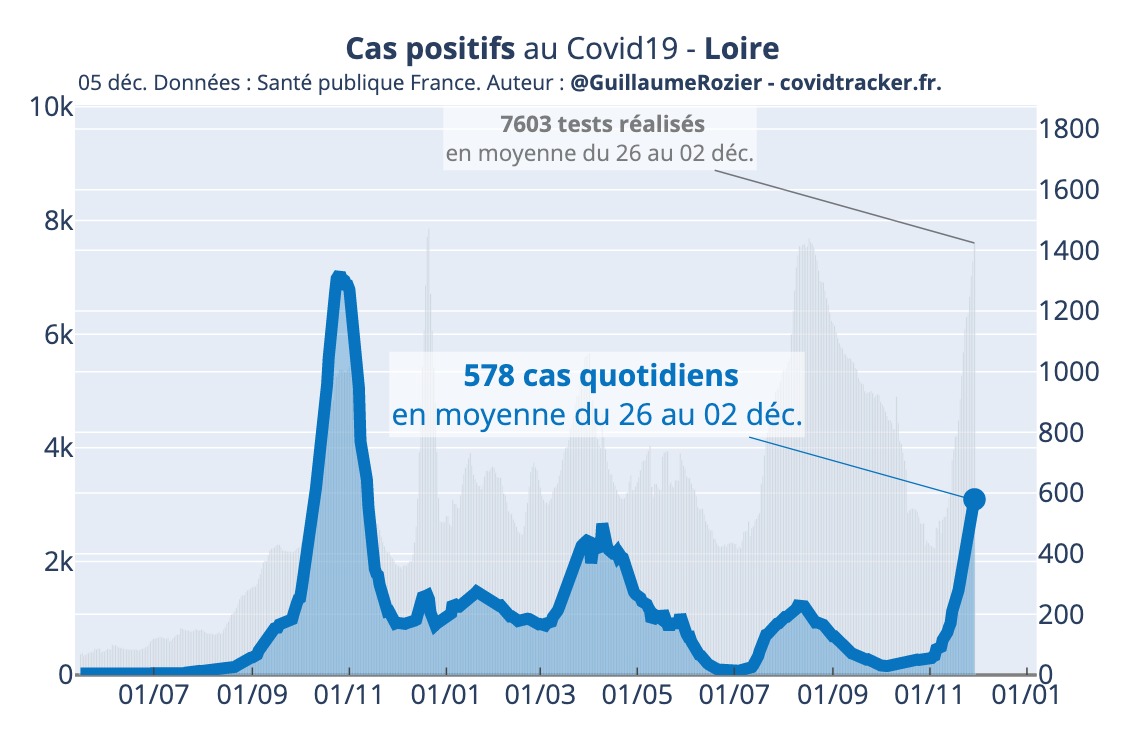 Cas positifs au Covid19 - Loire
05 déc. Données : Santé publique France. Auteur : @GuillaumeRozier - covidtracker.fr.
10k
7603 tests réalisés
1800
en moyenne du 26 au 02 déc.
1600
8k
1400
6k
1200
578 cas quotidiens
1000
en moyenne du 26 au 02 déc.
800
4k
600
2k
400
200
0
0
01/07 01/09 01/11 01/01 01/03 01/05 01/07 01/09 01/11 01/01